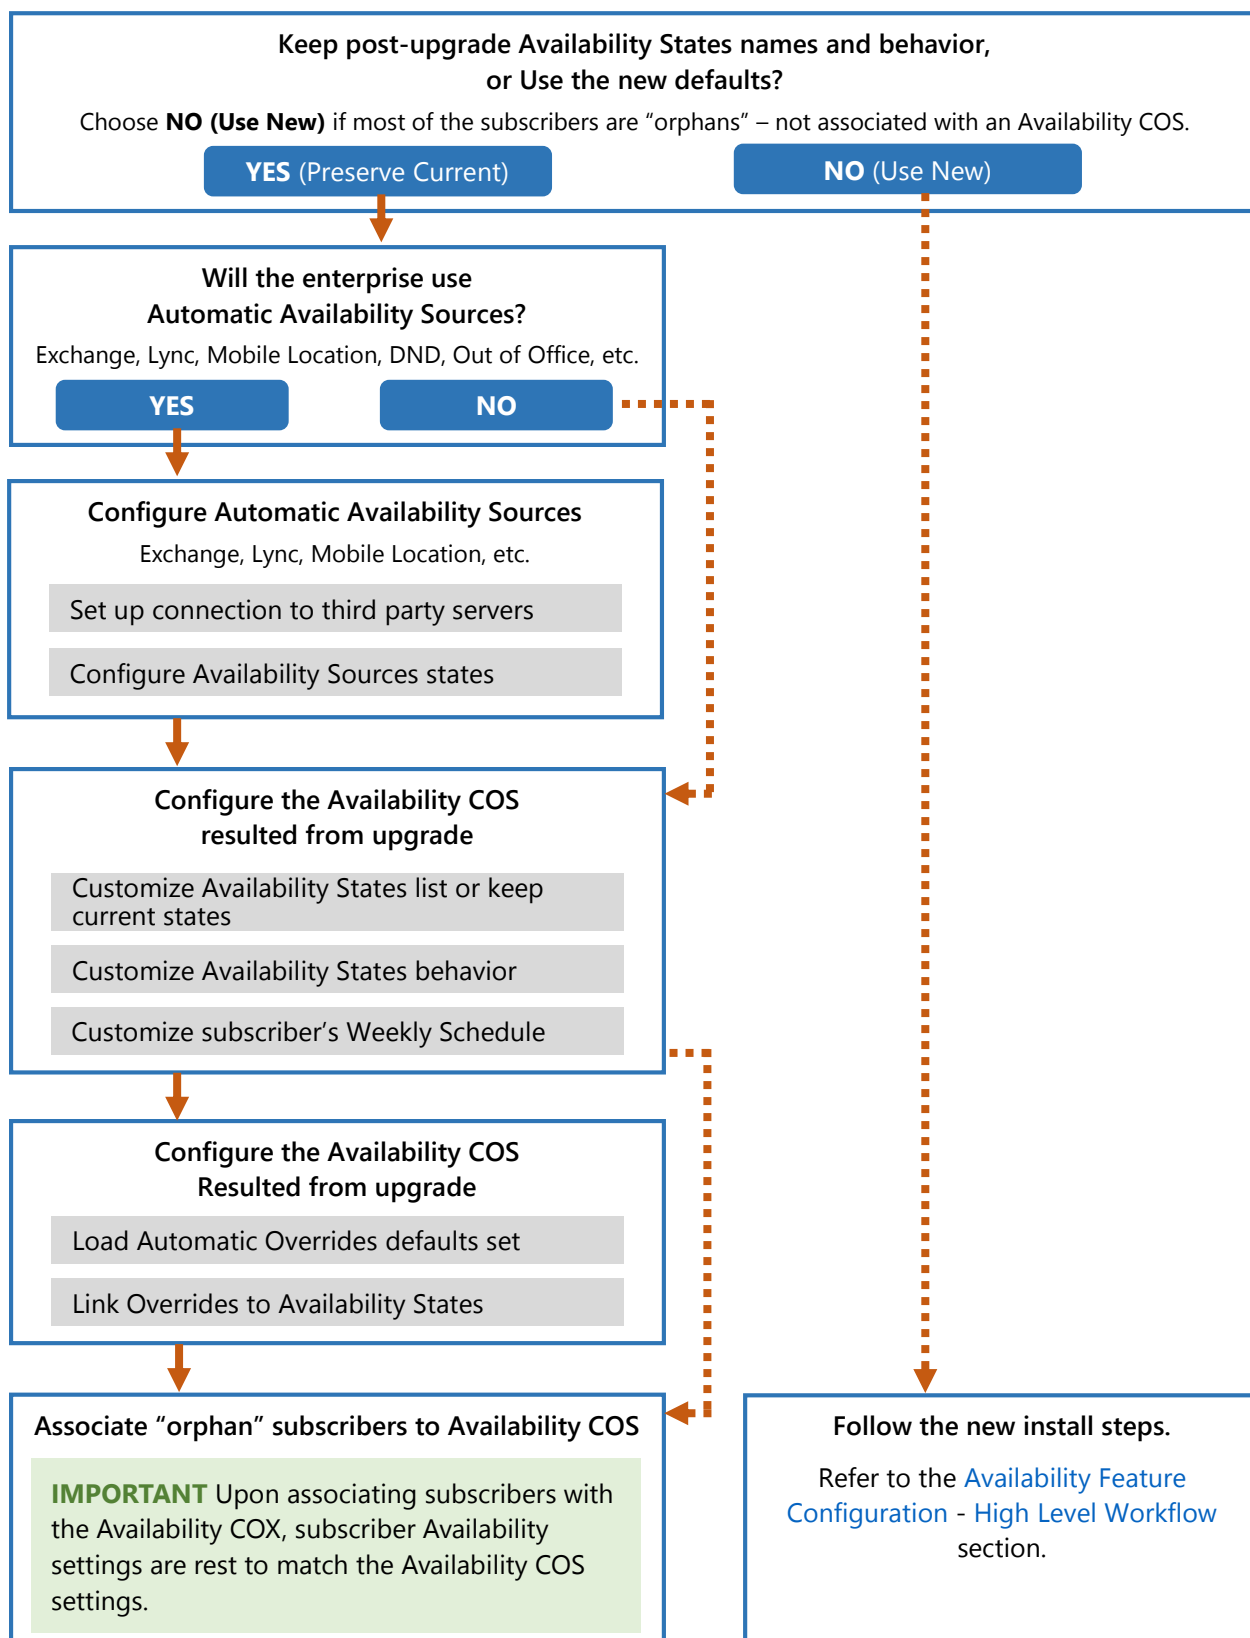 Keep post-upgrade Availability States names and behavior,
or Use the new defaults?
Choose NO (Use New) if most of the subscribers are “orphans” – not associated with an Availability COS.
YES (Preserve Current)
NO (Use New)
Will the enterprise use
Automatic Availability Sources?
Exchange, Lync, Mobile Location, DND, Out of Office, etc.
YES
NO
Configure Automatic Availability Sources
Exchange, Lync, Mobile Location, etc.
Set up connection to third party servers
Configure Availability Sources states
Configure the Availability COS
resulted from upgrade
Customize Availability States list or keep
current states
Customize Availability States behavior
Customize subscriber’s Weekly Schedule
Configure the Availability COS
Resulted from upgrade
Load Automatic Overrides defaults set
Link Overrides to Availability States
Associate “orphan” subscribers to Availability COS
IMPORTANT Upon associating subscribers with
the Availability COX, subscriber Availability
settings are rest to match the Availability COS
settings.
Follow the new install steps.
Refer to the Availability Feature
Configuration - High Level Workflow
section.